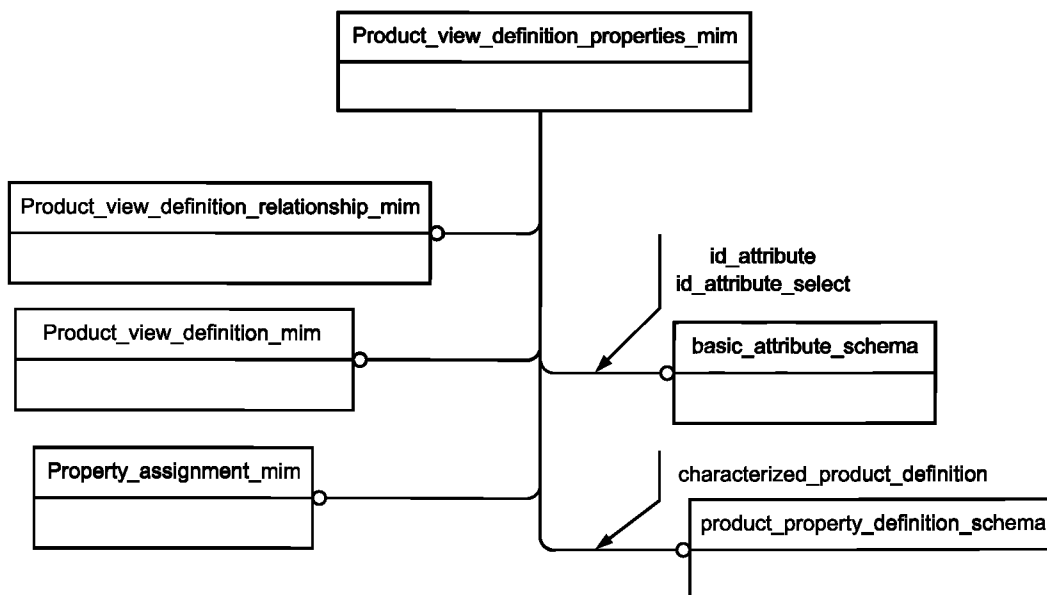 Product_view_definition_properties_mim
Product_view_definition_relationship_mim
id_attribute
id_attribute_select
Product_view_definition_mim
basic_attribute_schema
Property_assignment_mim
characterized_product_definition
product_property_definition_schema